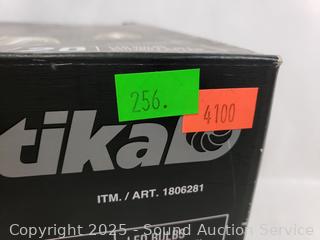 256.
4100
tika
ITM. / ART. 1806281
LED BULBS
Copyright 2025 - Sound Auction Service